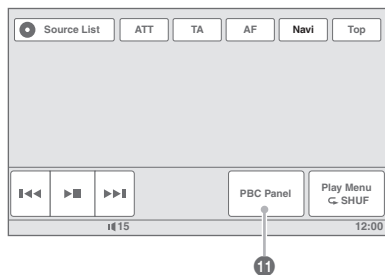 Source List ATT TA AF Navi Top
PBC Panel Play Menu
SHUF
15 12:00
11